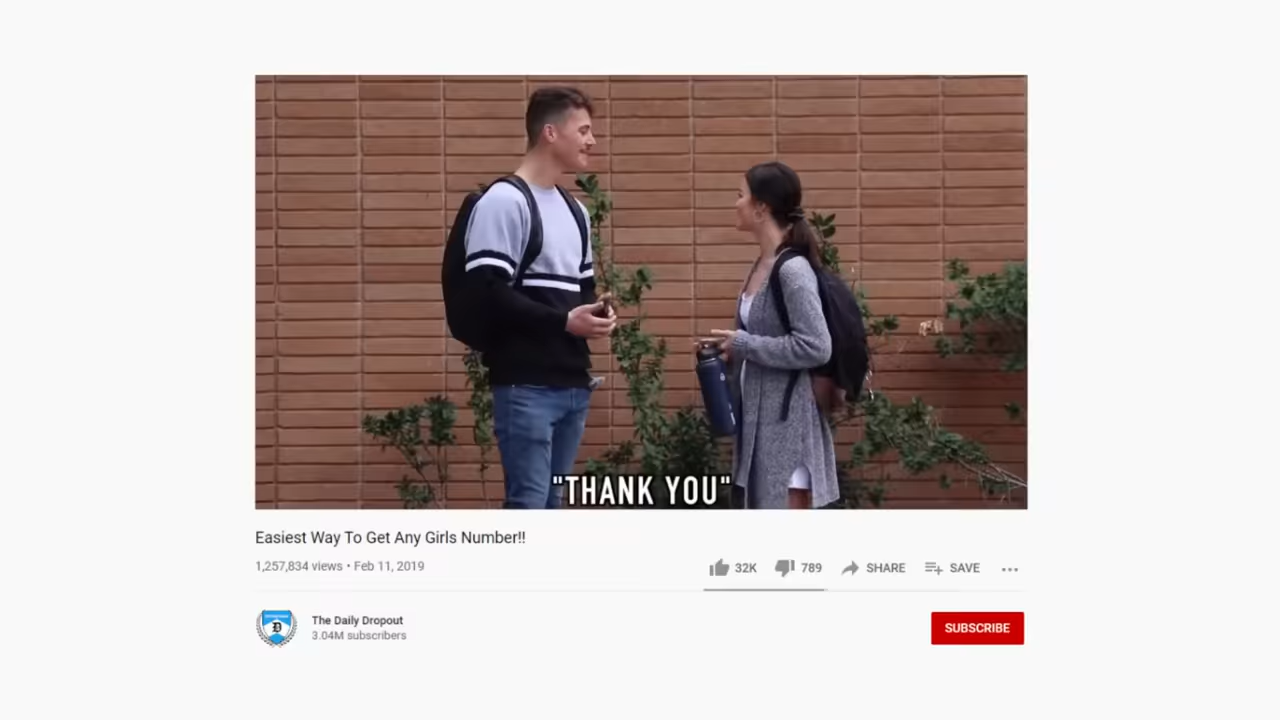 "THANK YOU"
Easiest Way To Get Any Girls Number!!
1,257,834 views • Feb 11, 2019
32K
789
SHARE
SAVE
The Daily Dropout
3.04M subscribers
SUBSCRIBE